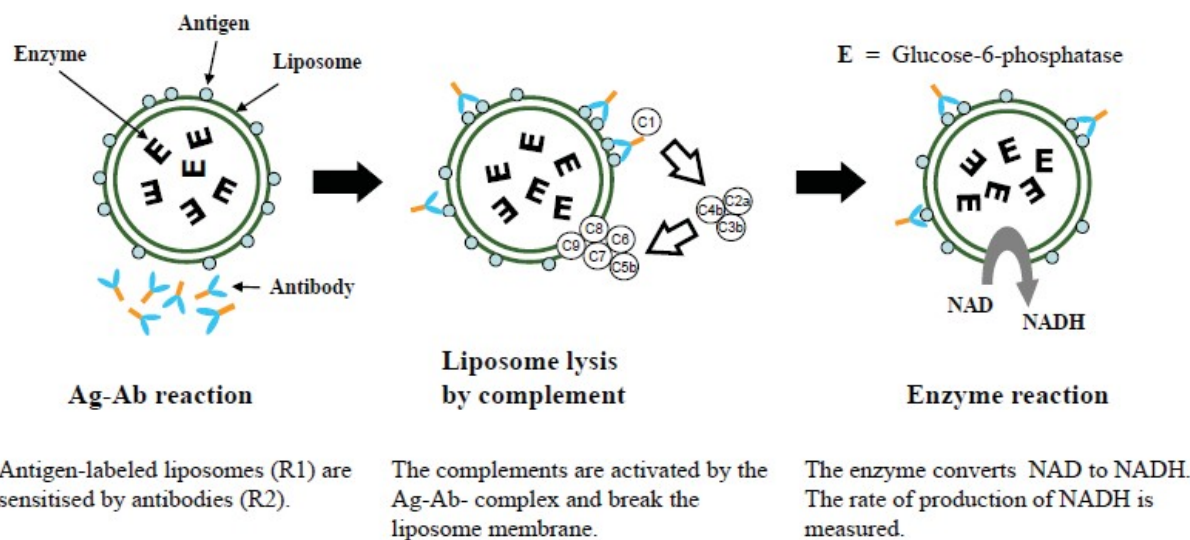 Antigen
Enzyme
Liposome
E = Glucose-6-phosphatase
E E E E E E
E E E E E E
E E E E E E
C1
C4b C2a
C3b
C8
C9 C6
C7
C5b
Antibody
NAD
NADH
Ag-Ab reaction
Liposome lysis
by complement
Enzyme reaction
Antigen-labeled liposomes (R1) are
sensitised by antibodies (R2).
The complements are activated by the
Ag-Ab- complex and break the
liposome membrane.
The enzyme converts NAD to NADH.
The rate of production of NADH is
measured.